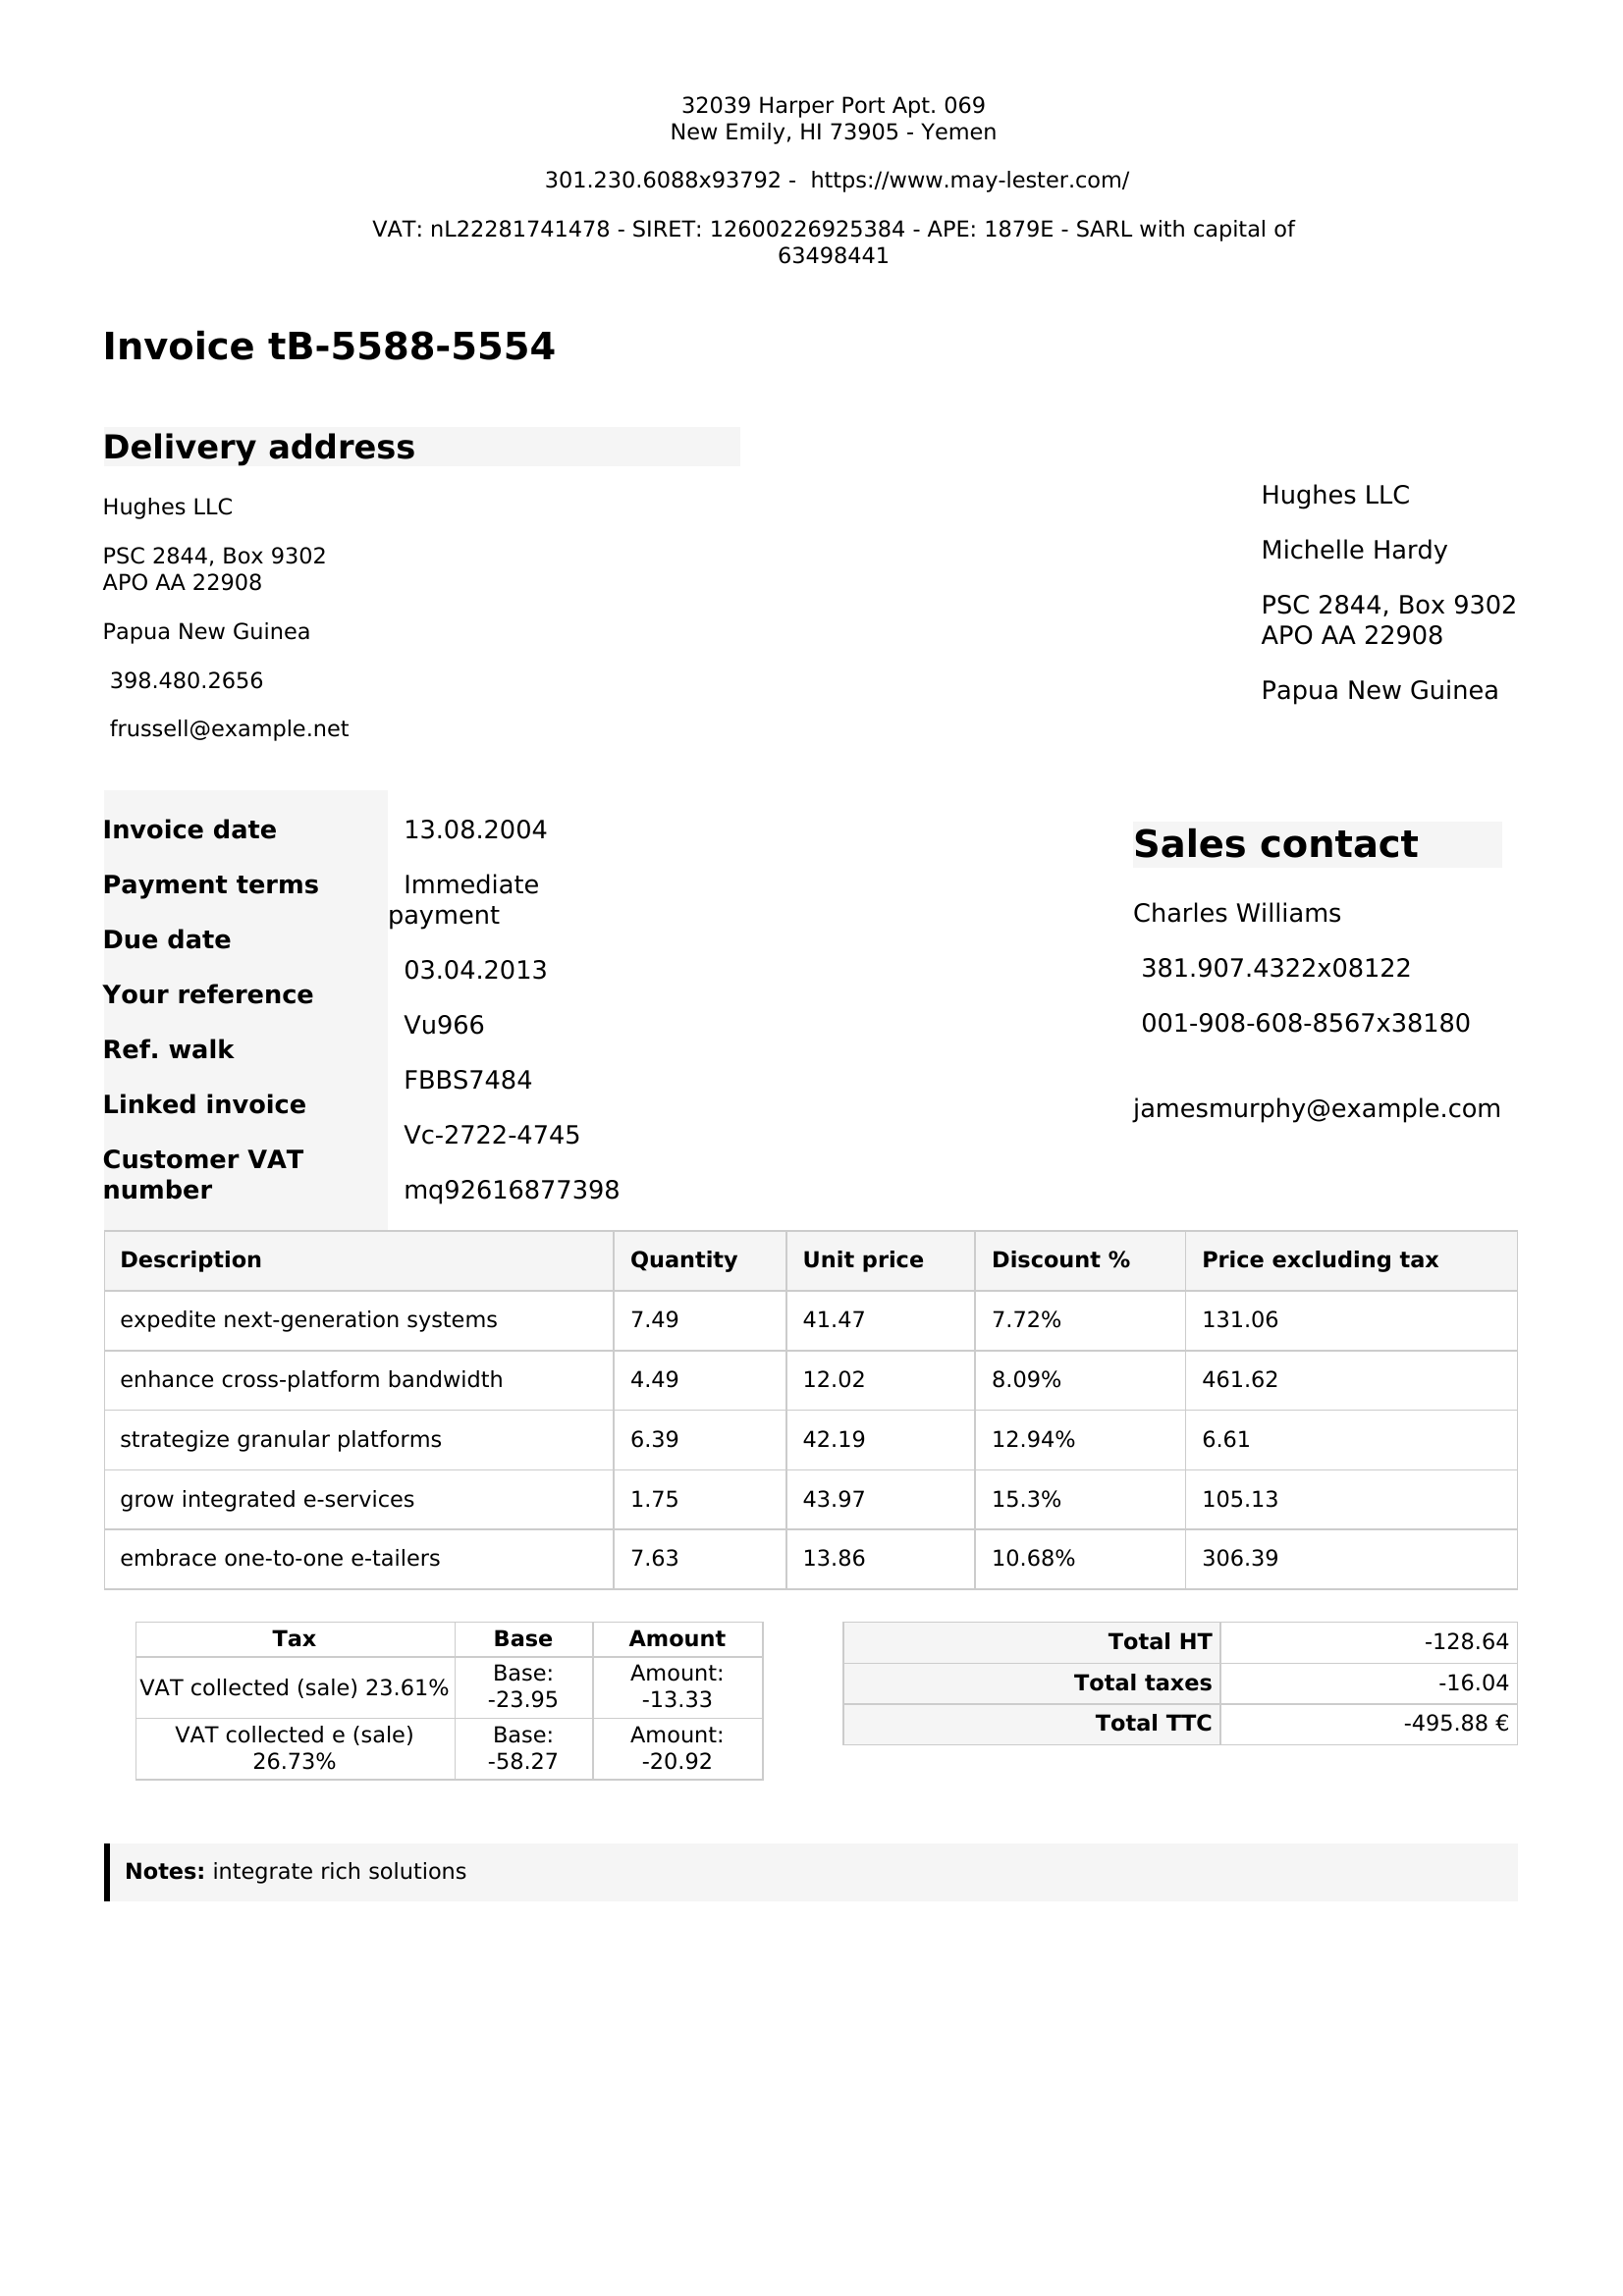 32039 Harper Port Apt. 069
New Emily, HI 73905 - Yemen
301.230.6088x93792 - https://www.may-lester.com/
VAT: nL22281741478 - SIRET: 12600226925384 - APE: 1879E - SARL with capital of
63498441
Invoice tB-5588-5554
Delivery address
Hughes LLC
PSC 2844, Box 9302
APO AA 22908
Papua New Guinea
398.480.2656
frussell@example.net
Hughes LLC
Michelle Hardy
PSC 2844, Box 9302
APO AA 22908
Papua New Guinea
Invoice date
Payment terms
Due date
Your reference
Ref. walk
Linked invoice
Customer VAT
number
13.08.2004
Immediate
payment
03.04.2013
Vu966
FBBS7484
Vc-2722-4745
mq92616877398
Sales contact
Charles Williams
381.907.4322x08122
001-908-608-8567x38180
jamesmurphy@example.com
Description Quantity Unit price Discount % Price excluding tax
expedite next-generation systems 7.49 41.47 7.72% 131.06
enhance cross-platform bandwidth 4.49 12.02 8.09% 461.62
strategize granular platforms 6.39 42.19 12.94% 6.61
grow integrated e-services 1.75 43.97 15.3% 105.13
embrace one-to-one e-tailers 7.63 13.86 10.68% 306.39
Tax Base Amount
VAT collected (sale) 23.61% Base: -23.95 Amount: -13.33
VAT collected e (sale) 26.73% Base: -58.27 Amount: -20.92
Total HT -128.64
Total taxes -16.04
Total TTC -495.88 €
Notes: integrate rich solutions